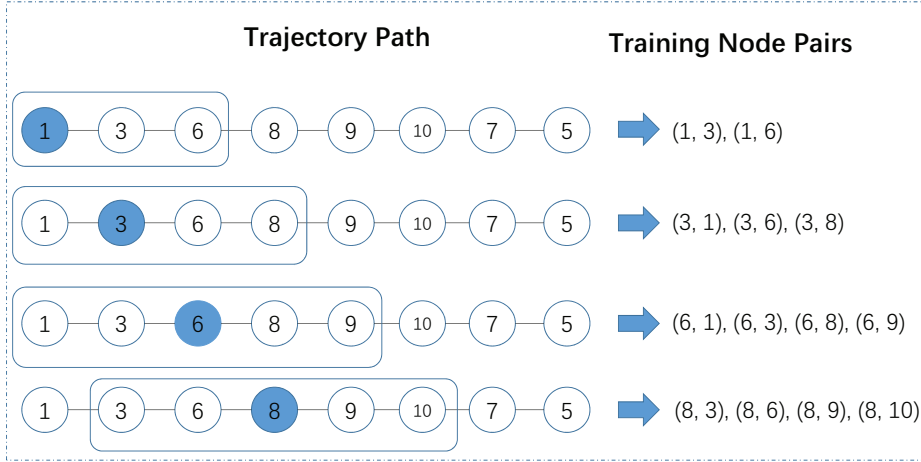 Trajectory Path Training Node Pairs
1 3 6 8 9 10 7 5 (1, 3), (1, 6)
1 3 6 8 9 10 7 5 (3, 1), (3, 6), (3, 8)
1 3 6 8 9 10 7 5 (6, 1), (6, 3), (6, 8), (6, 9)
1 3 6 8 9 10 7 5 (8, 3), (8, 6), (8, 9), (8, 10)